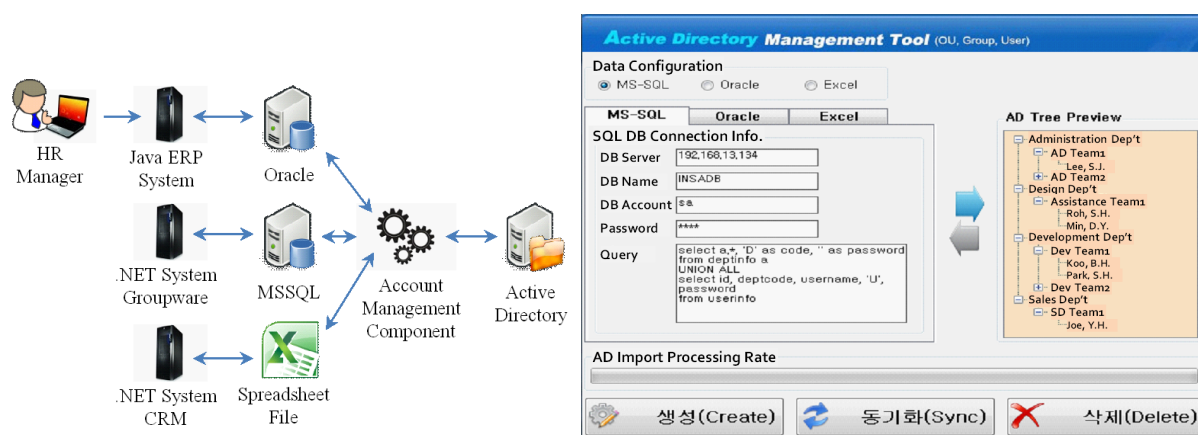 HR
Manager
Java ERP
System
Oracle
.NET System
Groupware
MSSQL
Account
Management
Component
Active
Directory
.NET System
CRM
Spreadsheet
File
Active Directory Management Tool (OU, Group, User)
Data Configuration
MS-SQL Oracle Excel
MS-SQL Oracle Excel
SQL DB Connection Info.
DB Server 192,168,13,134
DB Name INSADB
DB Account sa
Password ****
Query
select a,*, 'D' as code, '' as password
from deptinfo a
UNION ALL
select id, deptcode, username, 'U',
password
from userinfo
AD Tree Preview
Administration Dep't
AD Team1
Lee, S.J.
AD Team2
Design Dep't
Assistance Team1
Roh, S.H.
Min, D.Y.
Development Dep't
Dev Team1
Koo, B.H.
Park, S.H.
Dev Team2
Sales Dep't
SD Team1
Joe, Y.H.
AD Import Processing Rate
생성(Create)
동기화(Sync)
삭제(Delete)